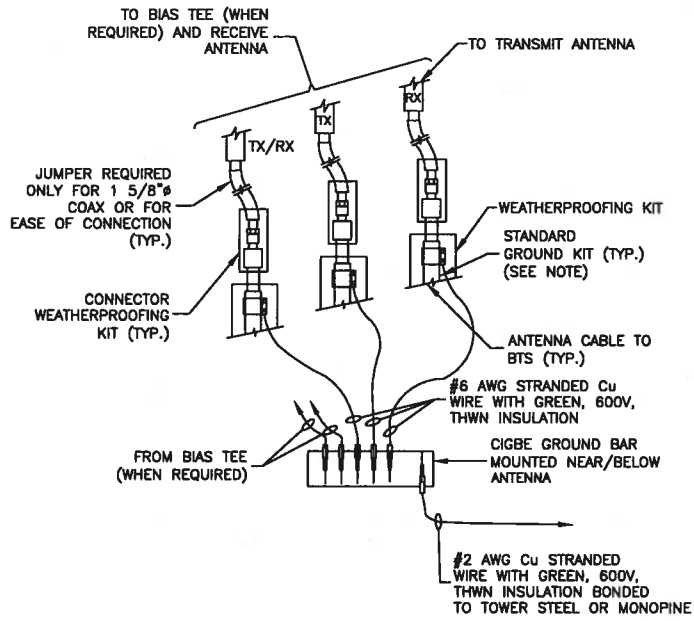 TO BIAS TEE (WHEN
REQUIRED) AND RECEIVE
ANTENNA
TO TRANSMIT ANTENNA
RX
TX
TX/RX
JUMPER REQUIRED
ONLY FOR 1 5/8"ø
COAX OR FOR
EASE OF CONNECTION
(TYP.)
WEATHERPROOFING KIT
STANDARD
GROUND KIT (TYP.)
(SEE NOTE)
CONNECTOR
WEATHERPROOFING
KIT (TYP.)
ANTENNA CABLE TO
BTS (TYP.)
#6 AWG STRANDED Cu
WIRE WITH GREEN, 600V,
THWN INSULATION
FROM BIAS TEE
(WHEN REQUIRED)
CIGBE GROUND BAR
MOUNTED NEAR/BELOW
ANTENNA
#2 AWG Cu STRANDED
WIRE WITH GREEN, 600V,
THWN INSULATION BONDED
TO TOWER STEEL OR MONOPINE